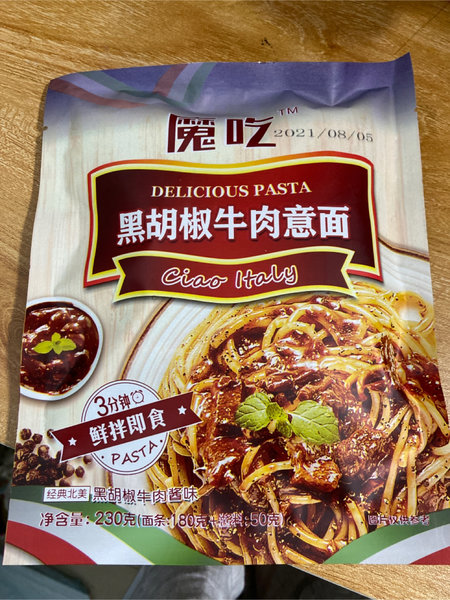 魔吃™
2021/08/05
DELICIOUS PASTA
黑胡椒牛肉意面
Ciao Italy
3分钟
鲜拌即食
PASTA
经典北美 黑胡椒牛肉酱味
净含量: 230克(面条:180克+酱料:50克)
图片仅供参考